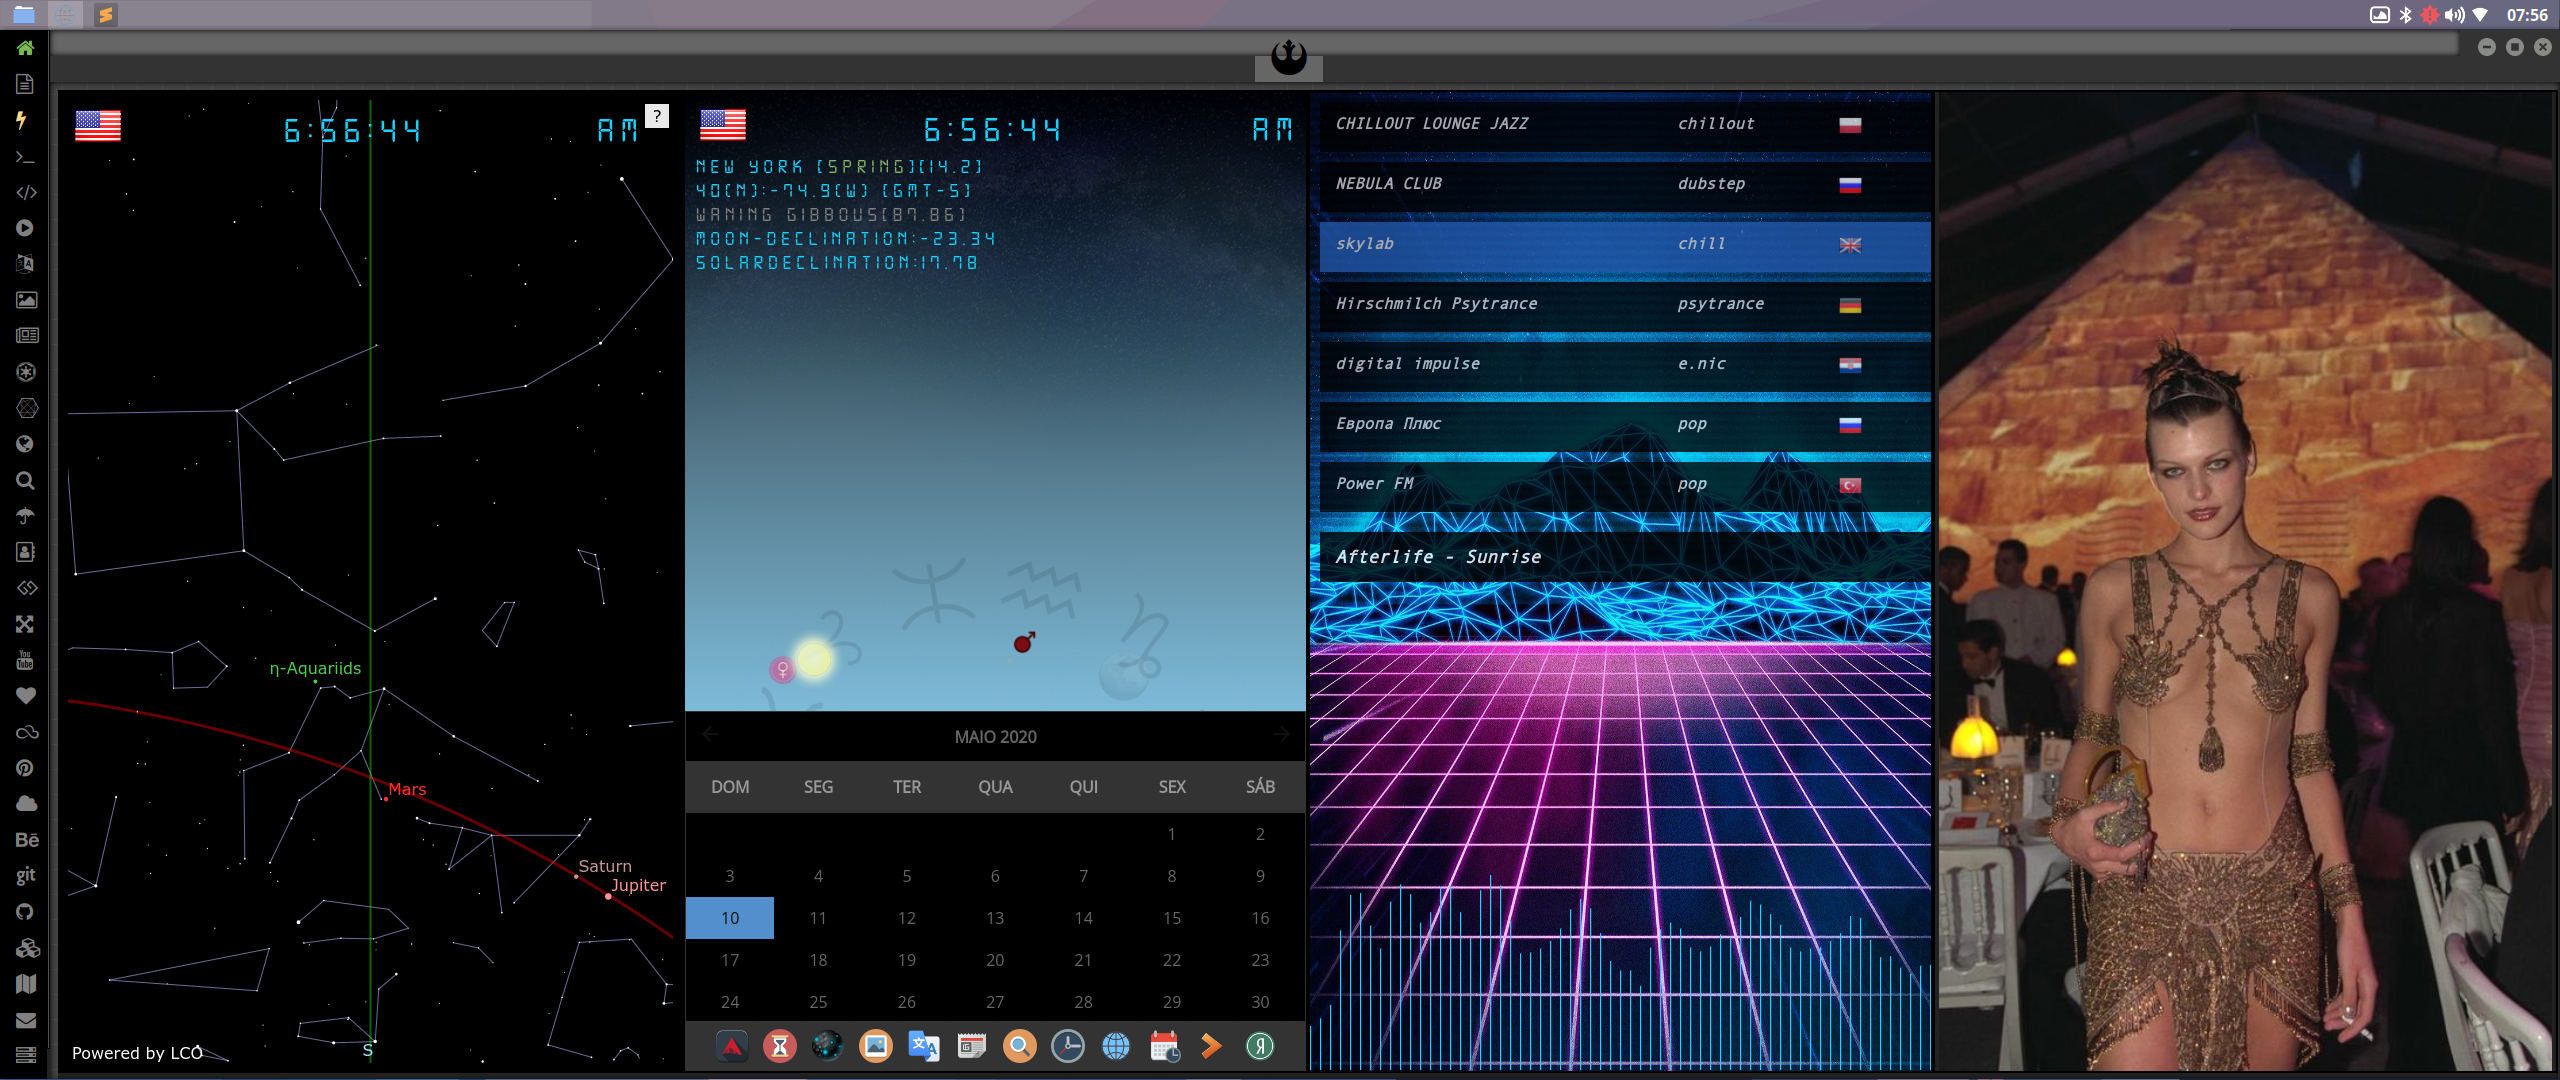 07:56
6:56:44 AM
?
η-Aquariids
Mars
Saturn
Jupiter
S
Powered by LCO
6:56:44 AM
NEW YORK [SPRING][14.2]
40(N):-74.9(W) [GMT-5]
WANING GIBBOUS[87.86]
MOON-DECLINATION:-23.34
SOLARDECLINATION:17.78
MAIO 2020
DOM SEG TER QUA QUI SEX SÁB
1 2
3 4 5 6 7 8 9
10 11 12 13 14 15 16
17 18 19 20 21 22 23
24 25 26 27 28 29 30
CHILLOUT LOUNGE JAZZ chillout
NEBULA CLUB dubstep
skylab chill
Hirschmilch Psytrance psytrance
digital impulse e.nic
Европа Плюс pop
Power FM pop
Afterlife - Sunrise
You
Tube
Bē
git